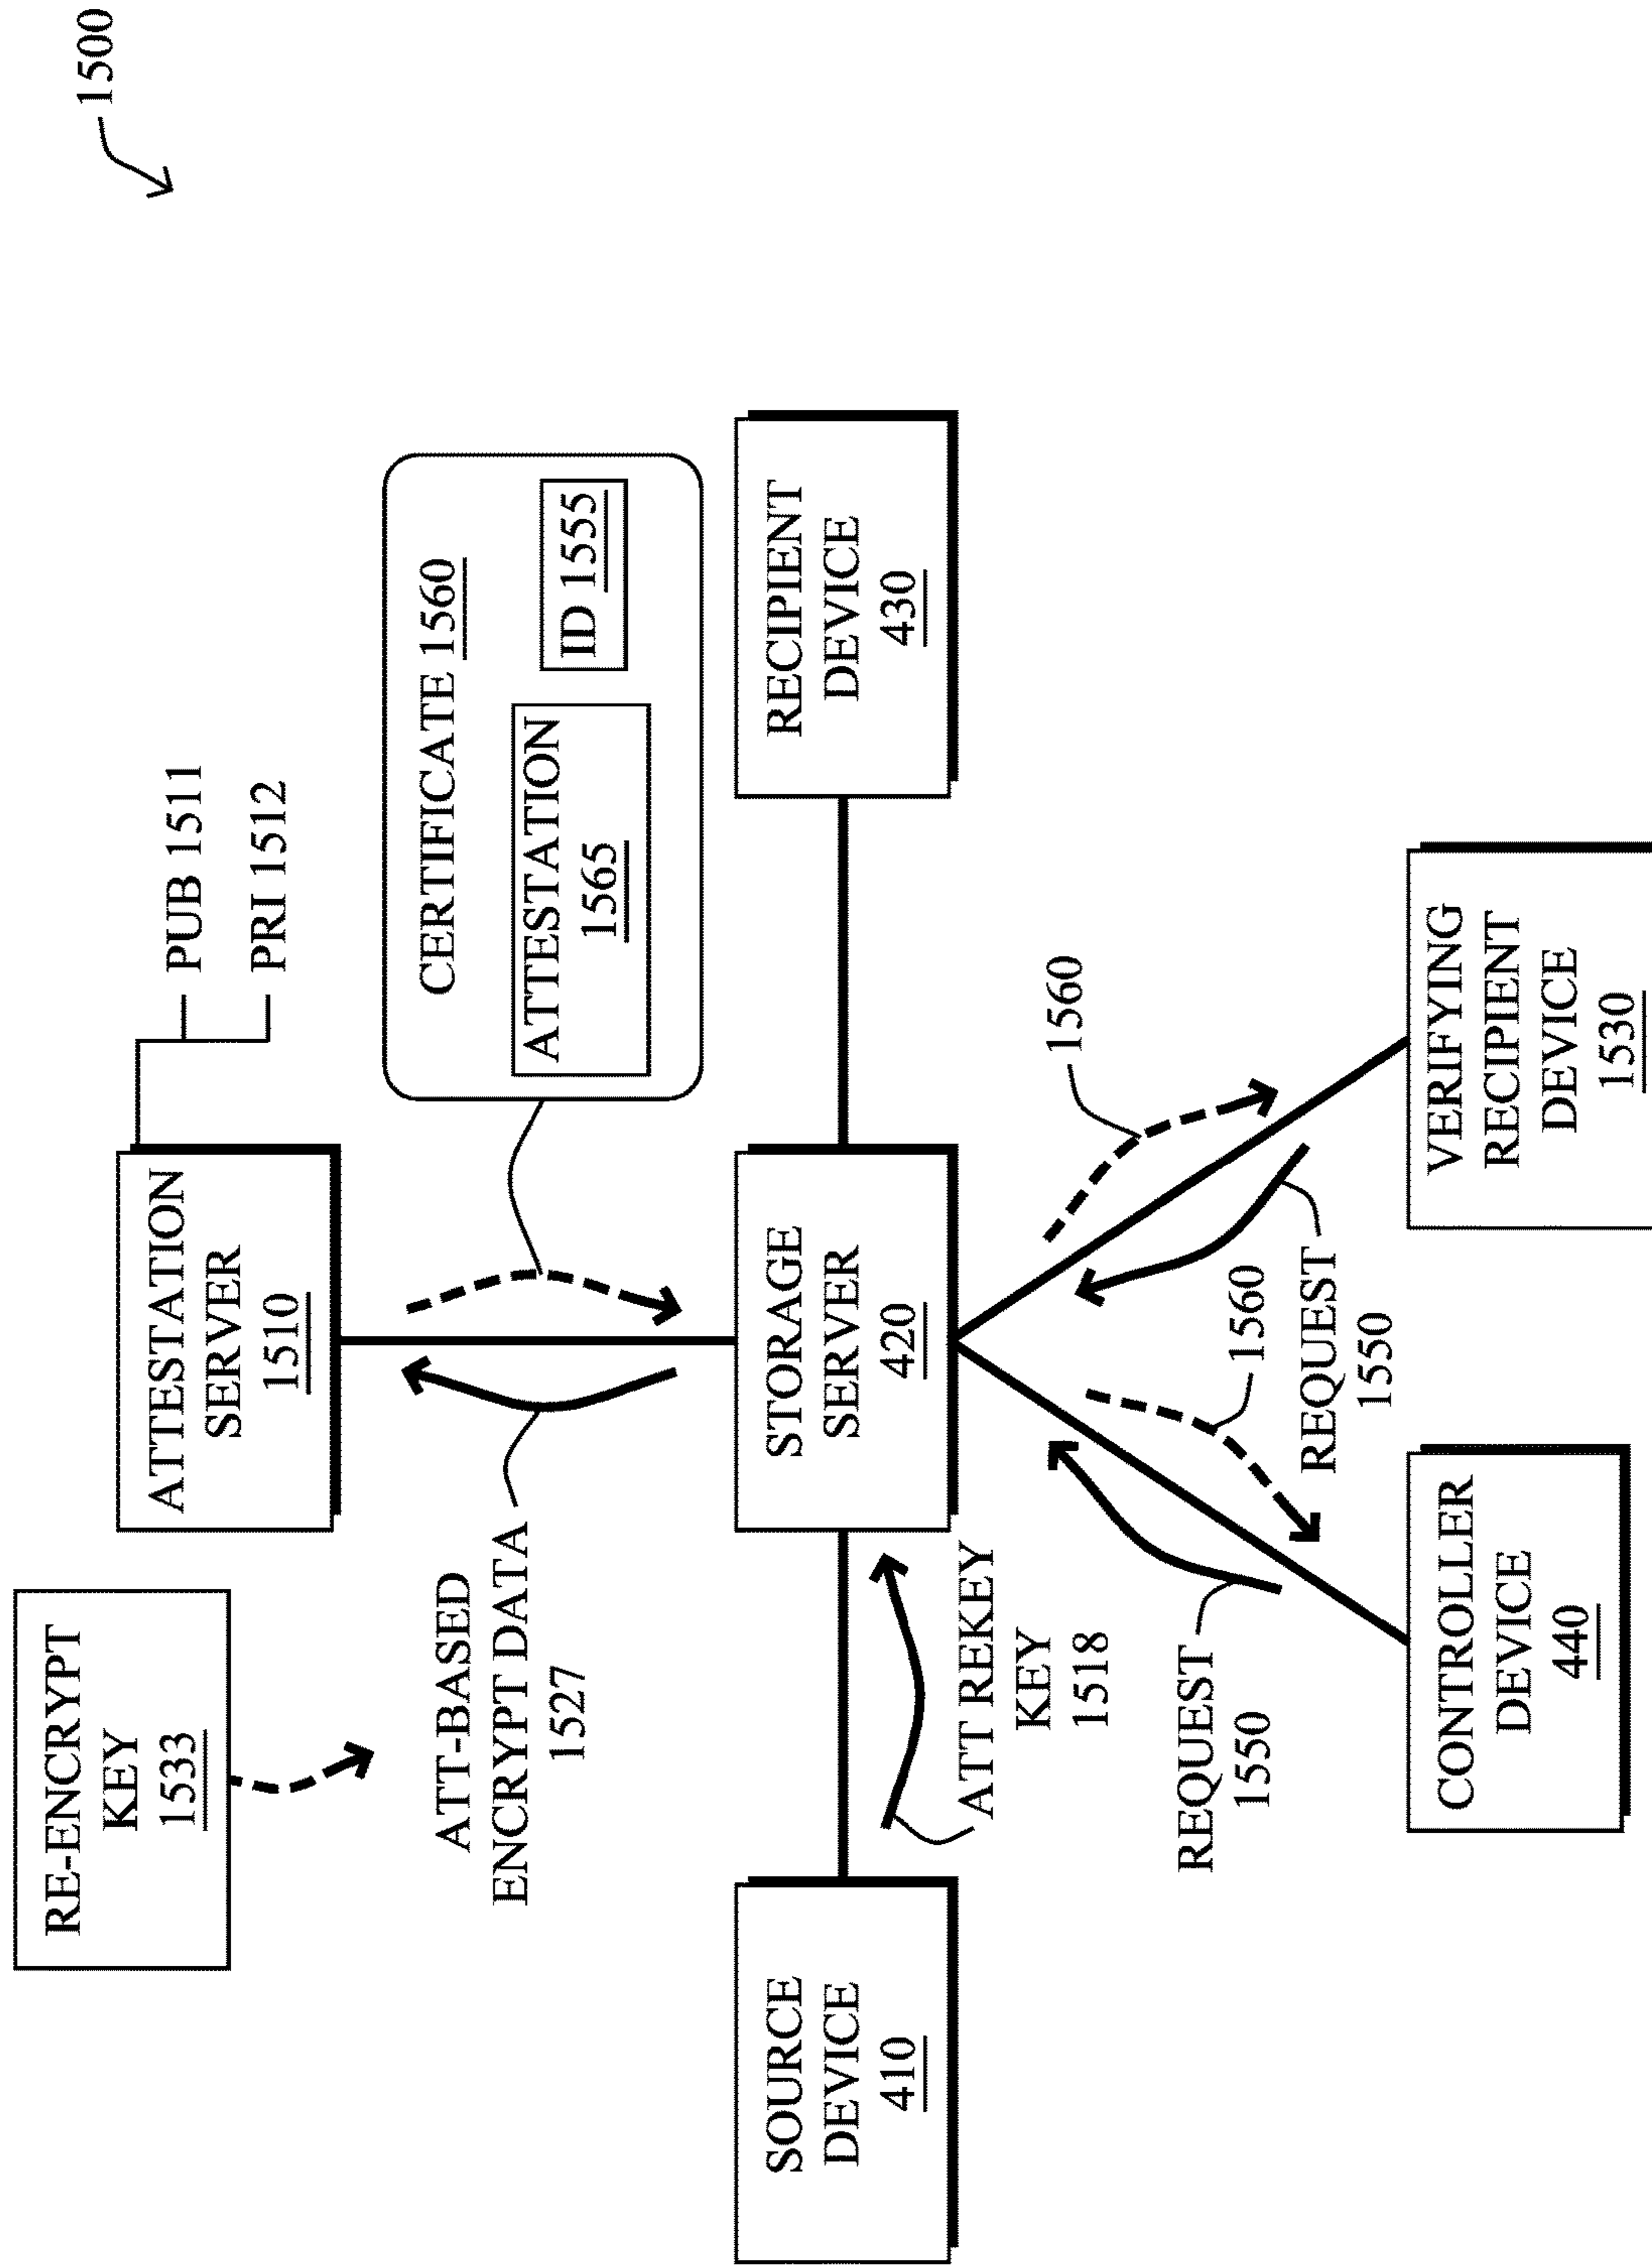 1500
RE-ENCRYPT
KEY
1533
ATTESTATION
SERVER
1510
PUB 1511
PRI 1512
ATT-BASED
ENCRYPT DATA
1527
CERTIFICATE 1560
ATTESTATION
1565
ID 1555
SOURCE
DEVICE
410
STORAGE
SERVER
420
RECIPIENT
DEVICE
430
ATT REKEY
KEY
1518
1560
REQUEST
1550
1560
REQUEST
1550
CONTROLLER
DEVICE
440
VERIFYING
RECIPIENT
DEVICE
1530